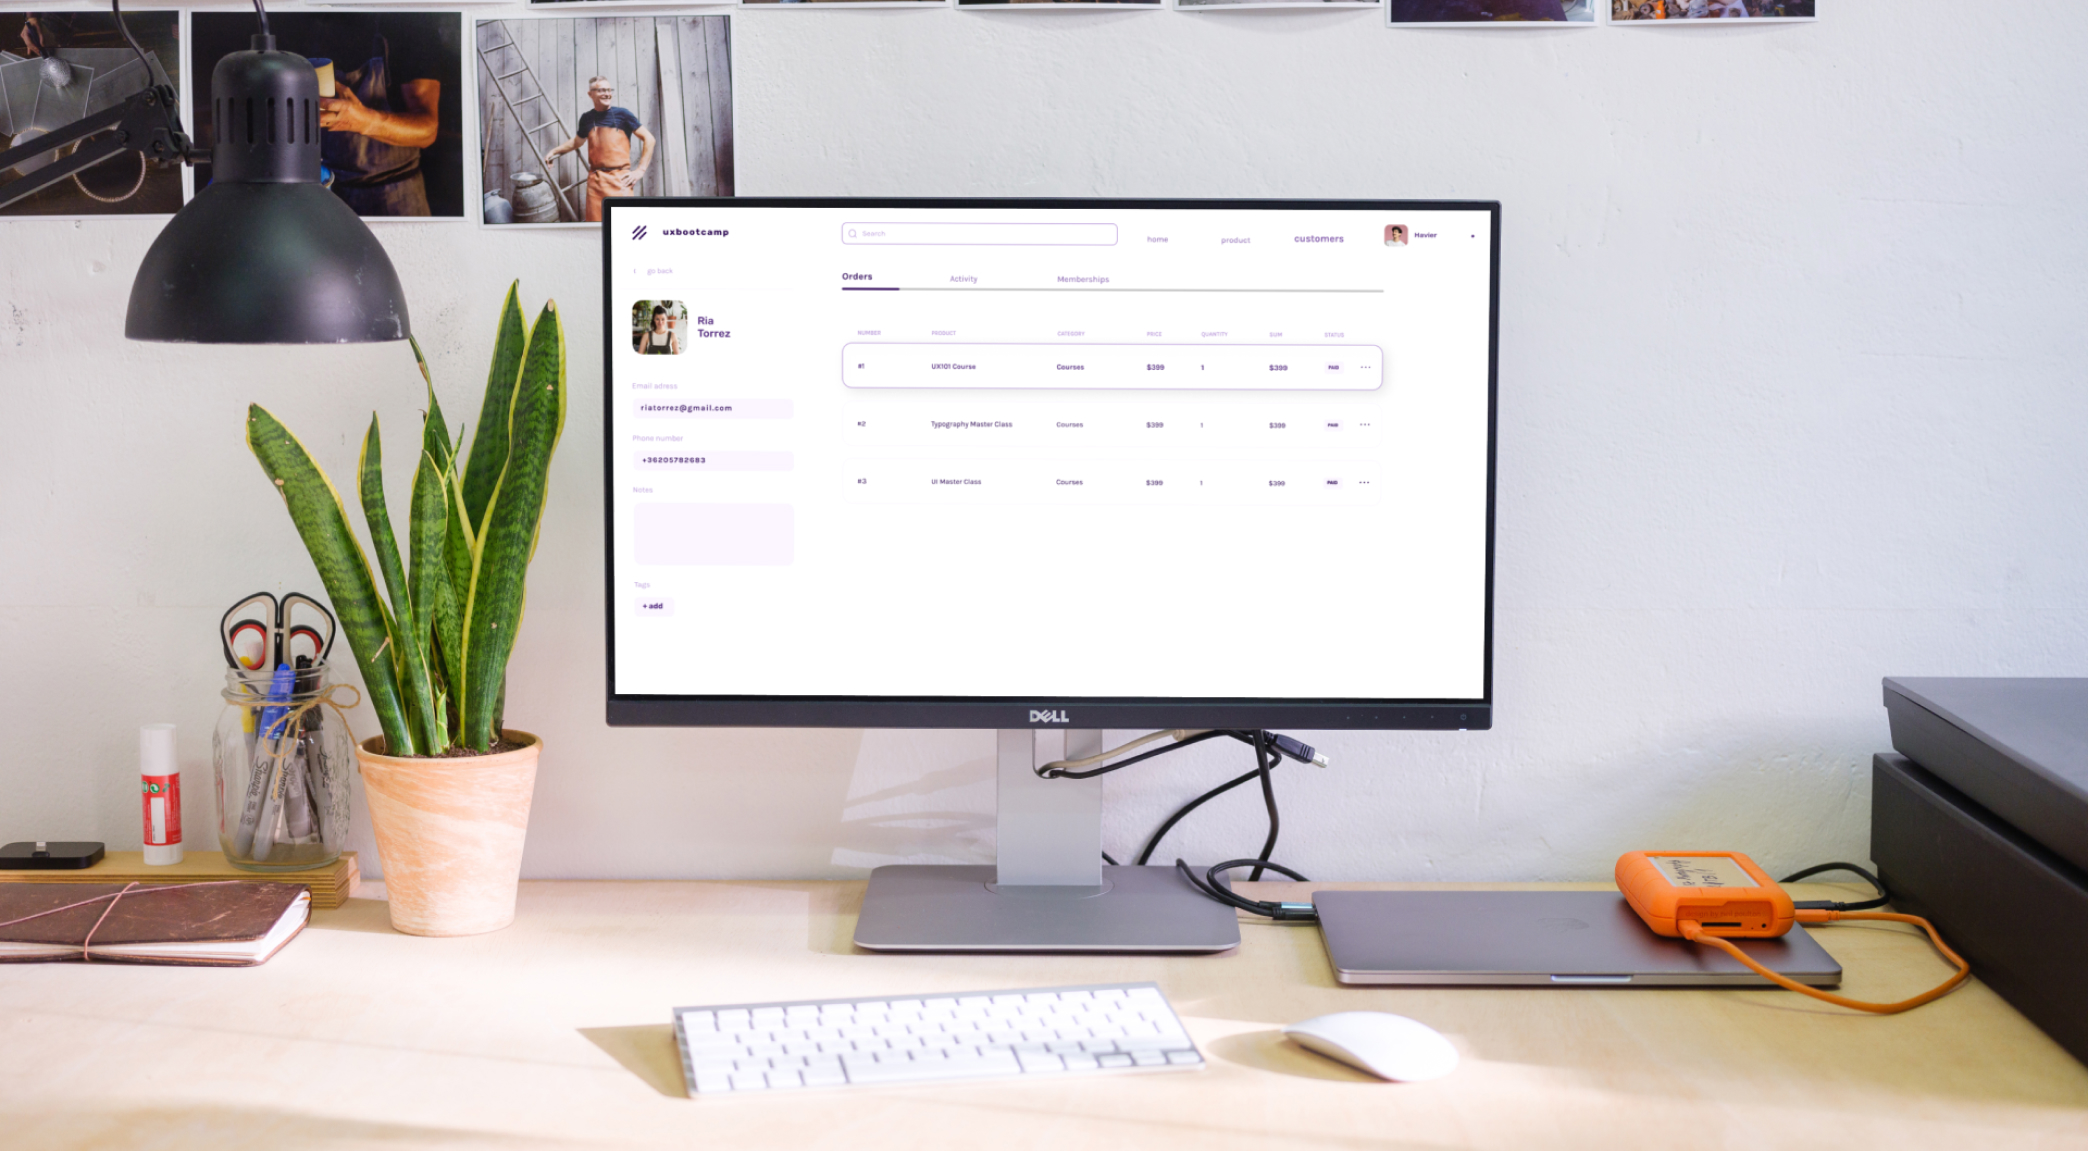 uxbootcamp
Search
home
product
customers
Havier
go back
Orders
Activity
Memberships
Ria
Torrez
NUMBER PRODUCT CATEGORY PRICE QUANTITY SUM STATUS
#1 UX101 Course Courses $399 1 $399 PAID ...
Email adress
riatorrez@gmail.com
#2 Typography Master Class Courses $399 1 $399 PAID ...
Phone number
+36205782683
#3 UI Master Class Courses $399 1 $399 PAID ...
Notes
Tags
+ add
DELL
Sharpie